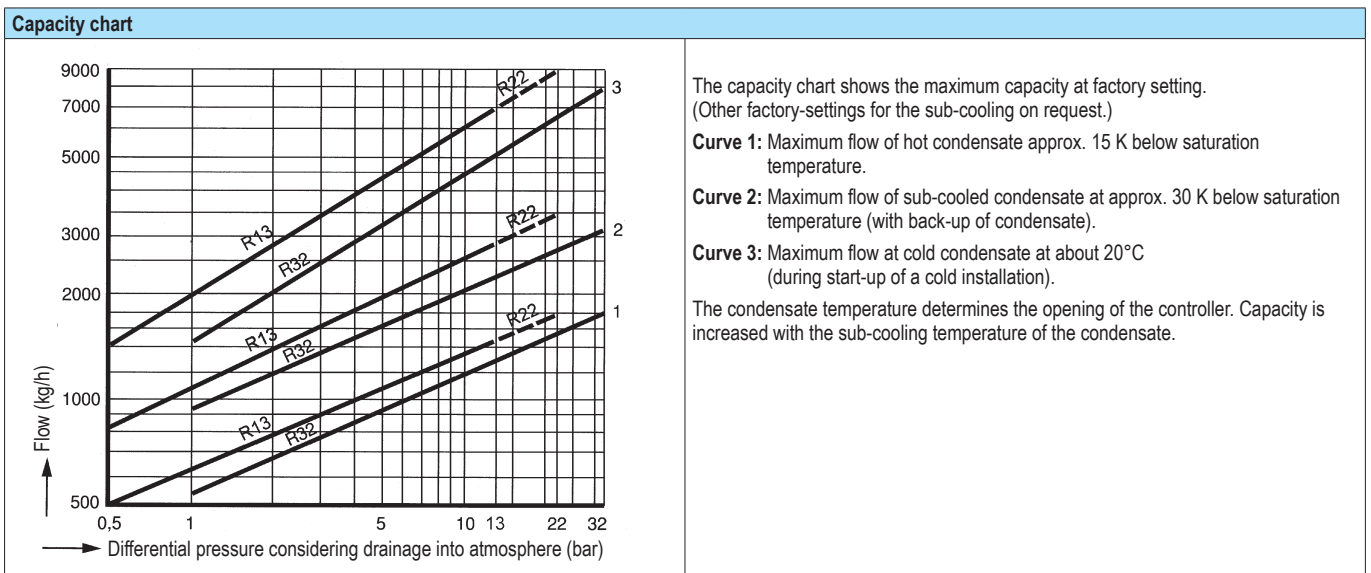 Capacity chart
9000
7000
5000
3000
2000
1000
500
Flow (kg/h)
0,5 1 5 10 13 22 32
Differential pressure considering drainage into atmosphere (bar)
R13
R22
R32
3
R13
R22
R32
2
R13
R22
R32
1
The capacity chart shows the maximum capacity at factory setting.
(Other factory-settings for the sub-cooling on request.)
Curve 1: Maximum flow of hot condensate approx. 15 K below saturation
temperature.
Curve 2: Maximum flow of sub-cooled condensate at approx. 30 K below saturation
temperature (with back-up of condensate).
Curve 3: Maximum flow at cold condensate at about 20°C
(during start-up of a cold installation).
The condensate temperature determines the opening of the controller. Capacity is
increased with the sub-cooling temperature of the condensate.